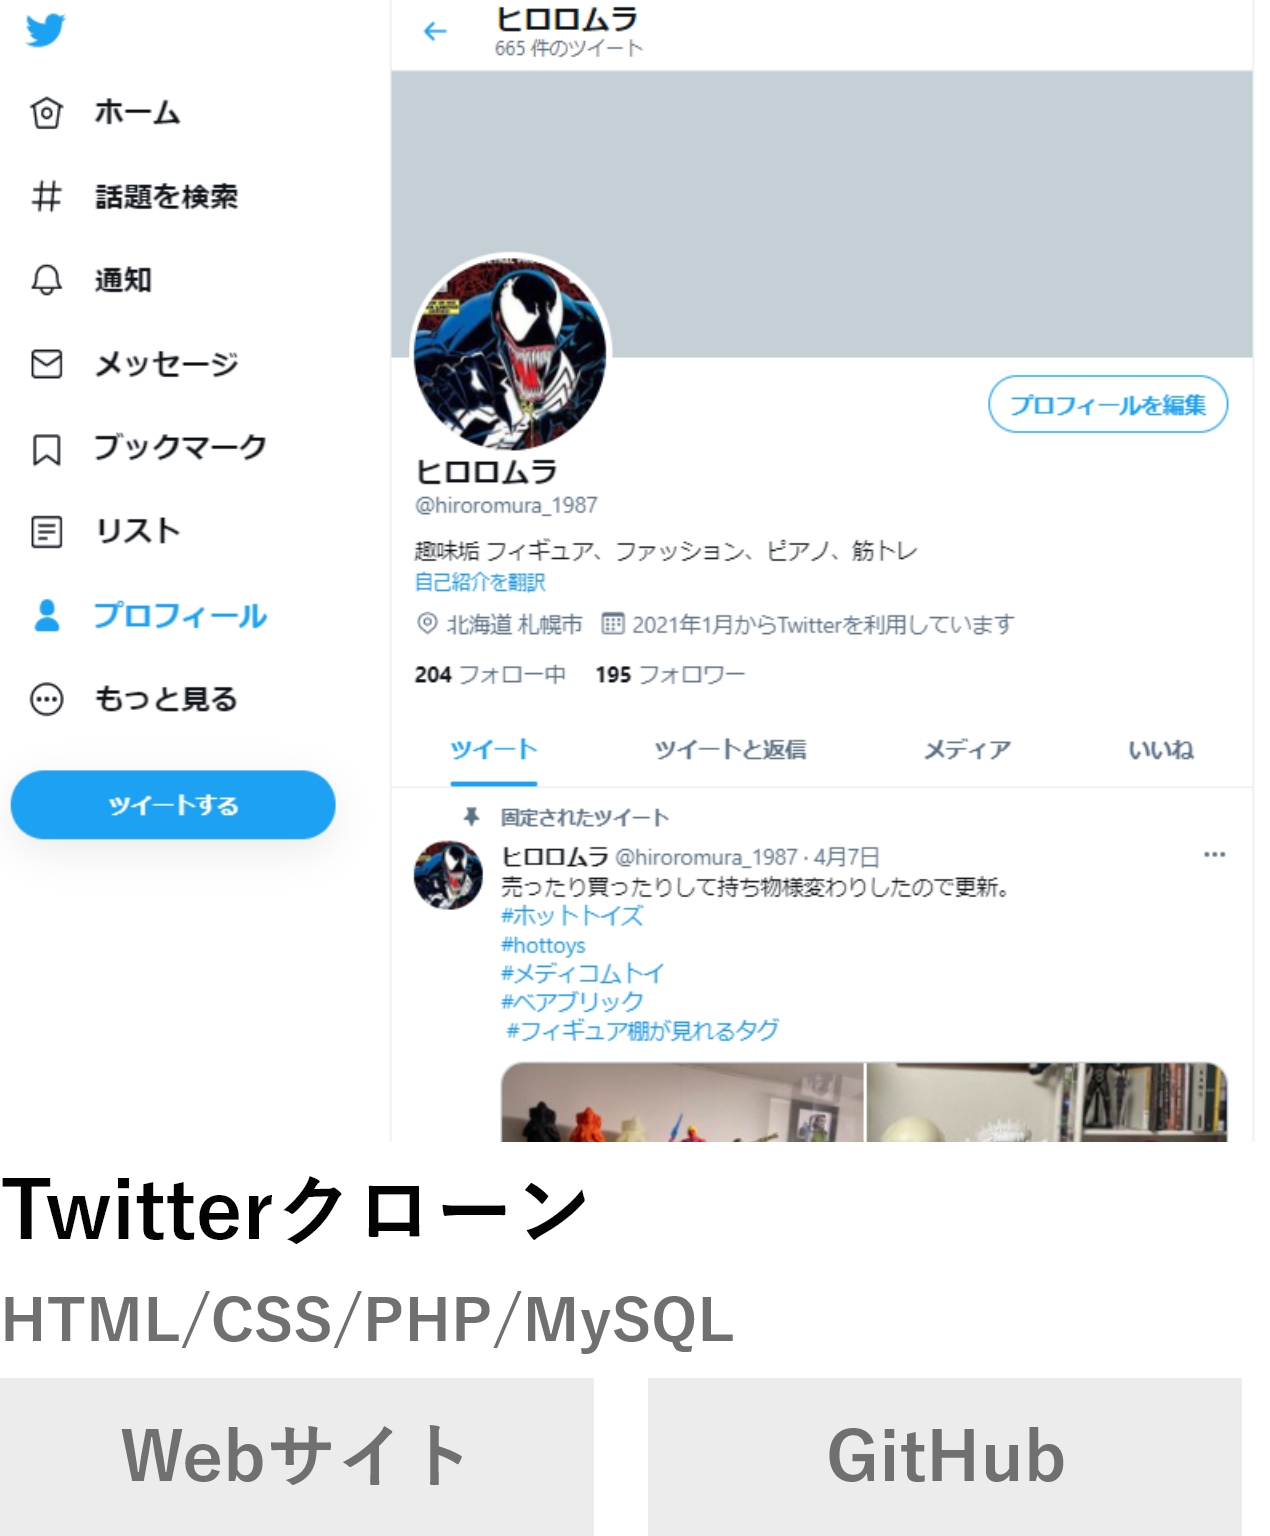 ヒロロムラ
665 件のツイート
ホーム
話題を検索
通知
メッセージ
ブックマーク
リスト
プロフィール
もっと見る
ツイートする
プロフィールを編集
ヒロロムラ
@hiroromura_1987
趣味垢 フィギュア、ファッション、ピアノ、筋トレ
自己紹介を翻訳
北海道 札幌市 2021年1月からTwitterを利用しています
204 フォロー中 195 フォロワー
ツイート ツイートと返信 メディア いいね
固定されたツイート
ヒロロムラ @hiroromura_1987 · 4月7日
売ったり買ったりして持ち物様変わりしたので更新。
#ホットトイズ
#hottoys
#メディコムトイ
#ベアブリック
#フィギュア棚が見れるタグ
Twitterクローン
HTML/CSS/PHP/MySQL
Webサイト GitHub